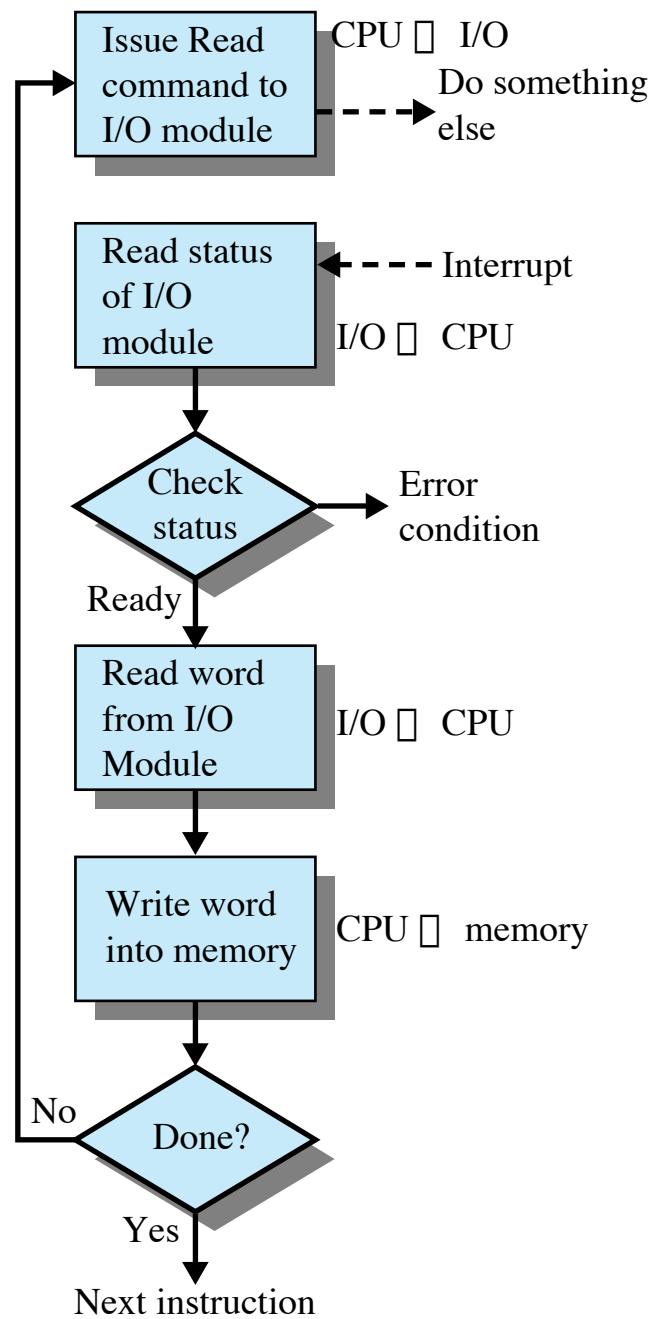 Issue Read
command to
I/O module
CPU ▯ I/O
Do something
else
Read status
of I/O
module
Interrupt
I/O ▯ CPU
Check
status
Error
condition
Ready
Read word
from I/O
Module
I/O ▯ CPU
Write word
into memory
CPU ▯ memory
No
Done?
Yes
Next instruction